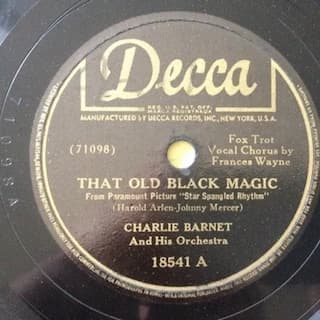 Decca
REG. U.S. PAT. OFF.
MARCA REGISTRADA
MANUFACTURED BY DECCA RECORDS, INC., NEW YORK, U.S.A.
(71098)
Fox Trot
Vocal Chorus by
Frances Wayne
THAT OLD BLACK MAGIC
From Paramount Picture "Star Spangled Rhythm"
(Harold Arlen-Johnny Mercer)
CHARLIE BARNET
And His Orchestra
18541 A